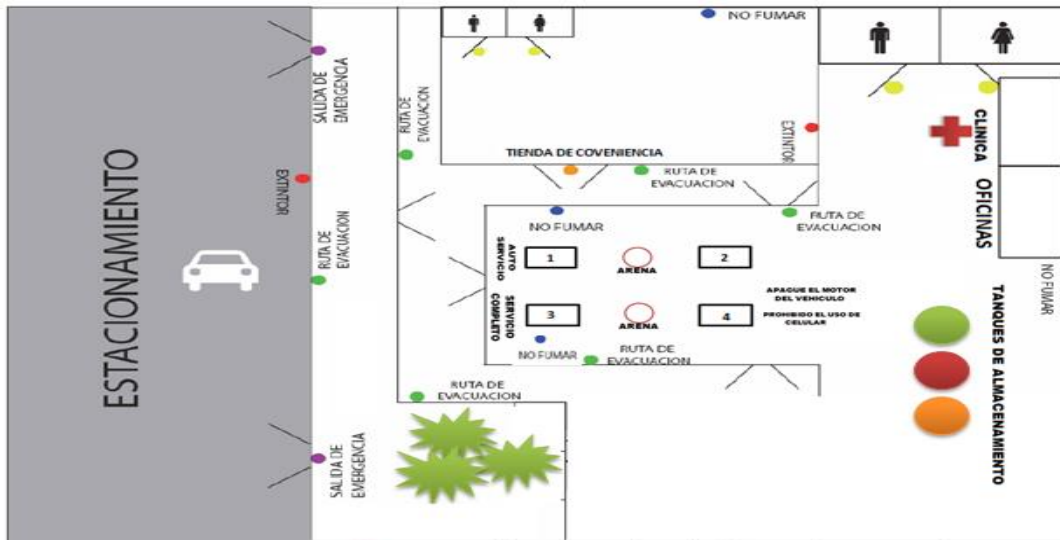 ESTACIONAMIENTO
SALIDA DE
EMERGENCIA
EXTINTOR
RUTA DE
EVACUACION
SALIDA DE
EMERGENCIA
RUTA DE
EVACUACION
NO FUMAR
TIENDA DE COVENIENCIA
RUTA DE
EVACUACION
EXTINTOR
NO FUMAR
RUTA DE
EVACUACION
AUTO
SERVICIO
1
ARENA
2
SERVICIO
COMPLETO
3
ARENA
4
APAGUE EL MOTOR
DEL VEHICULO
PROHIBIDO EL USO DE
CELULAR
NO FUMAR
RUTA DE
EVACUACION
RUTA DE
EVACUACION
CLINICA
OFICINAS
NO FUMAR
TANQUES DE ALMACENAMIENTO